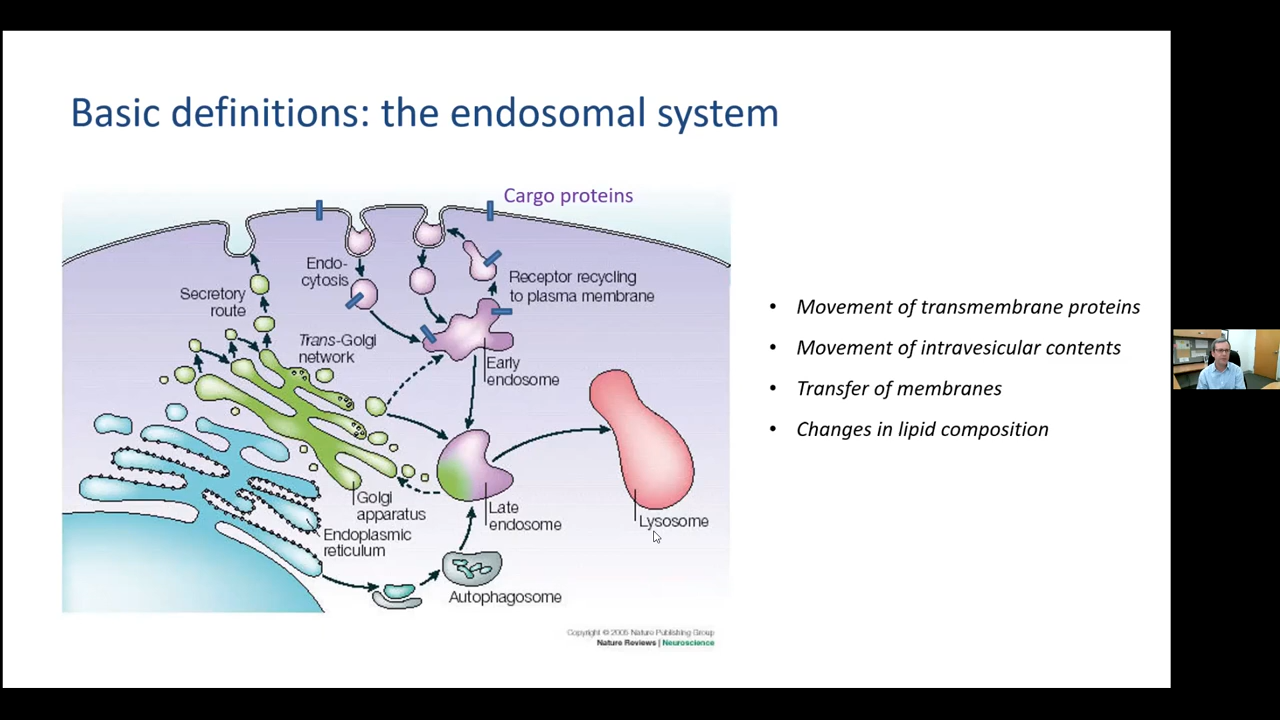 Basic definitions: the endosomal system
Cargo proteins
Endo-
cytosis
Receptor recycling
to plasma membrane
Secretory
route
Trans-Golgi
network
Early
endosome
Golgi
apparatus
Late
endosome
Lysosome
Endoplasmic
reticulum
Autophagosome
Copyright © 2005 Nature Publishing Group
Nature Reviews | Neuroscience
• Movement of transmembrane proteins
• Movement of intravesicular contents
• Transfer of membranes
• Changes in lipid composition